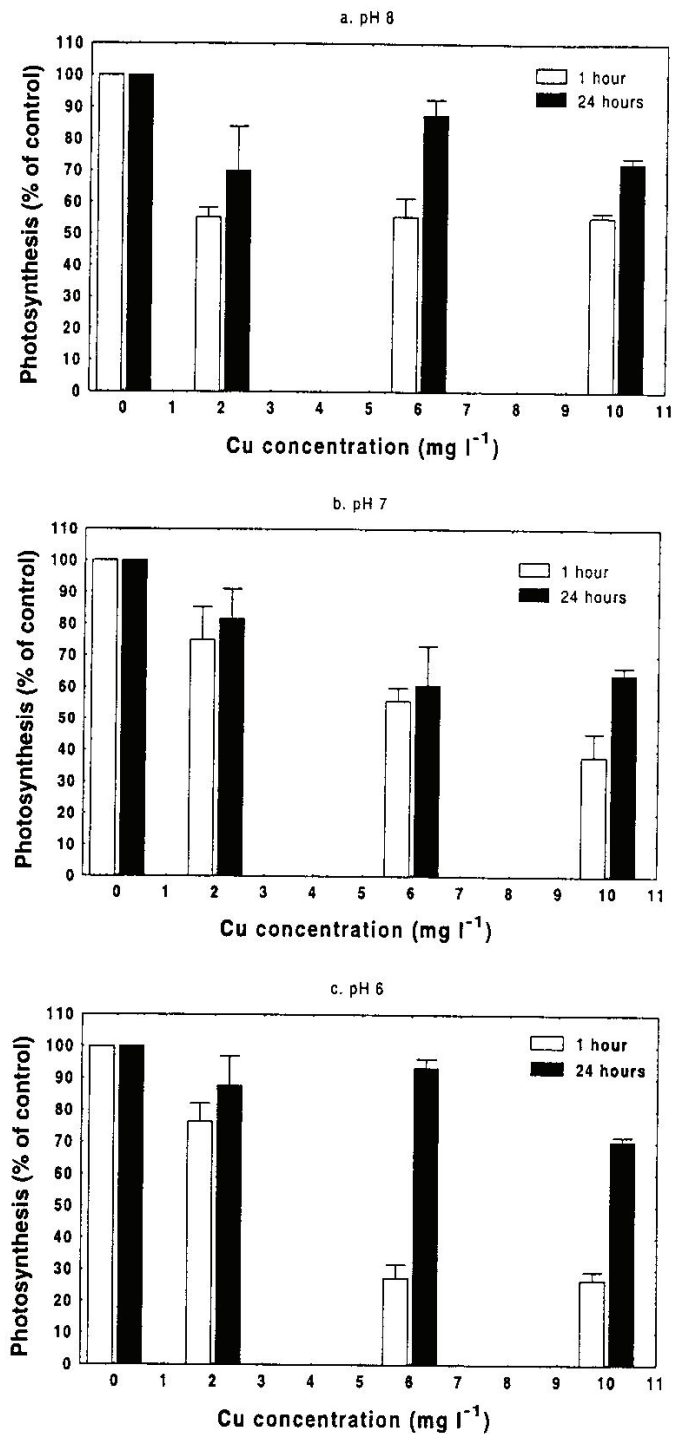 a. pH 8
110
100
90
80
70
60
50
40
30
20
10
0
Photosynthesis (% of control)
1 hour
24 hours
0 1 2 3 4 5 6 7 8 9 10 11
Cu concentration (mg l⁻¹)
b. pH 7
110
100
90
80
70
60
50
40
30
20
10
0
Photosynthesis (% of control)
1 hour
24 hours
0 1 2 3 4 5 6 7 8 9 10 11
Cu concentration (mg l⁻¹)
c. pH 6
110
100
90
80
70
60
50
40
30
20
10
0
Photosynthesis (% of control)
1 hour
24 hours
0 1 2 3 4 5 6 7 8 9 10 11
Cu concentration (mg l⁻¹)